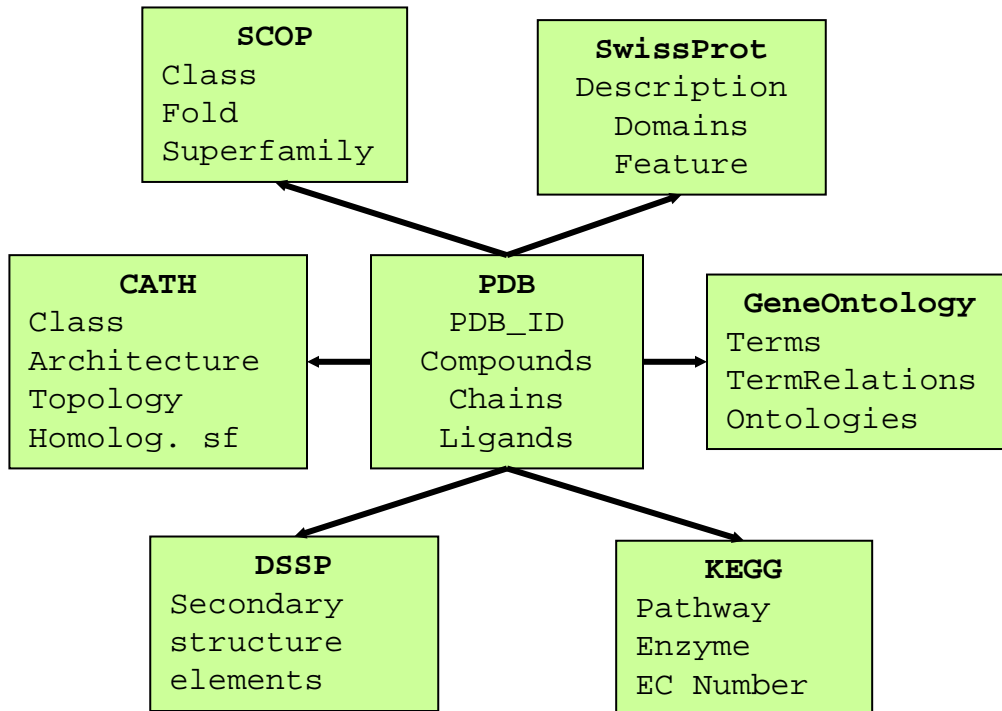 SCOP
Class
Fold
Superfamily
SwissProt
Description
Domains
Feature
CATH
Class
Architecture
Topology
Homolog. sf
PDB
PDB_ID
Compounds
Chains
Ligands
GeneOntology
Terms
TermRelations
Ontologies
DSSP
Secondary
structure
elements
KEGG
Pathway
Enzyme
EC Number